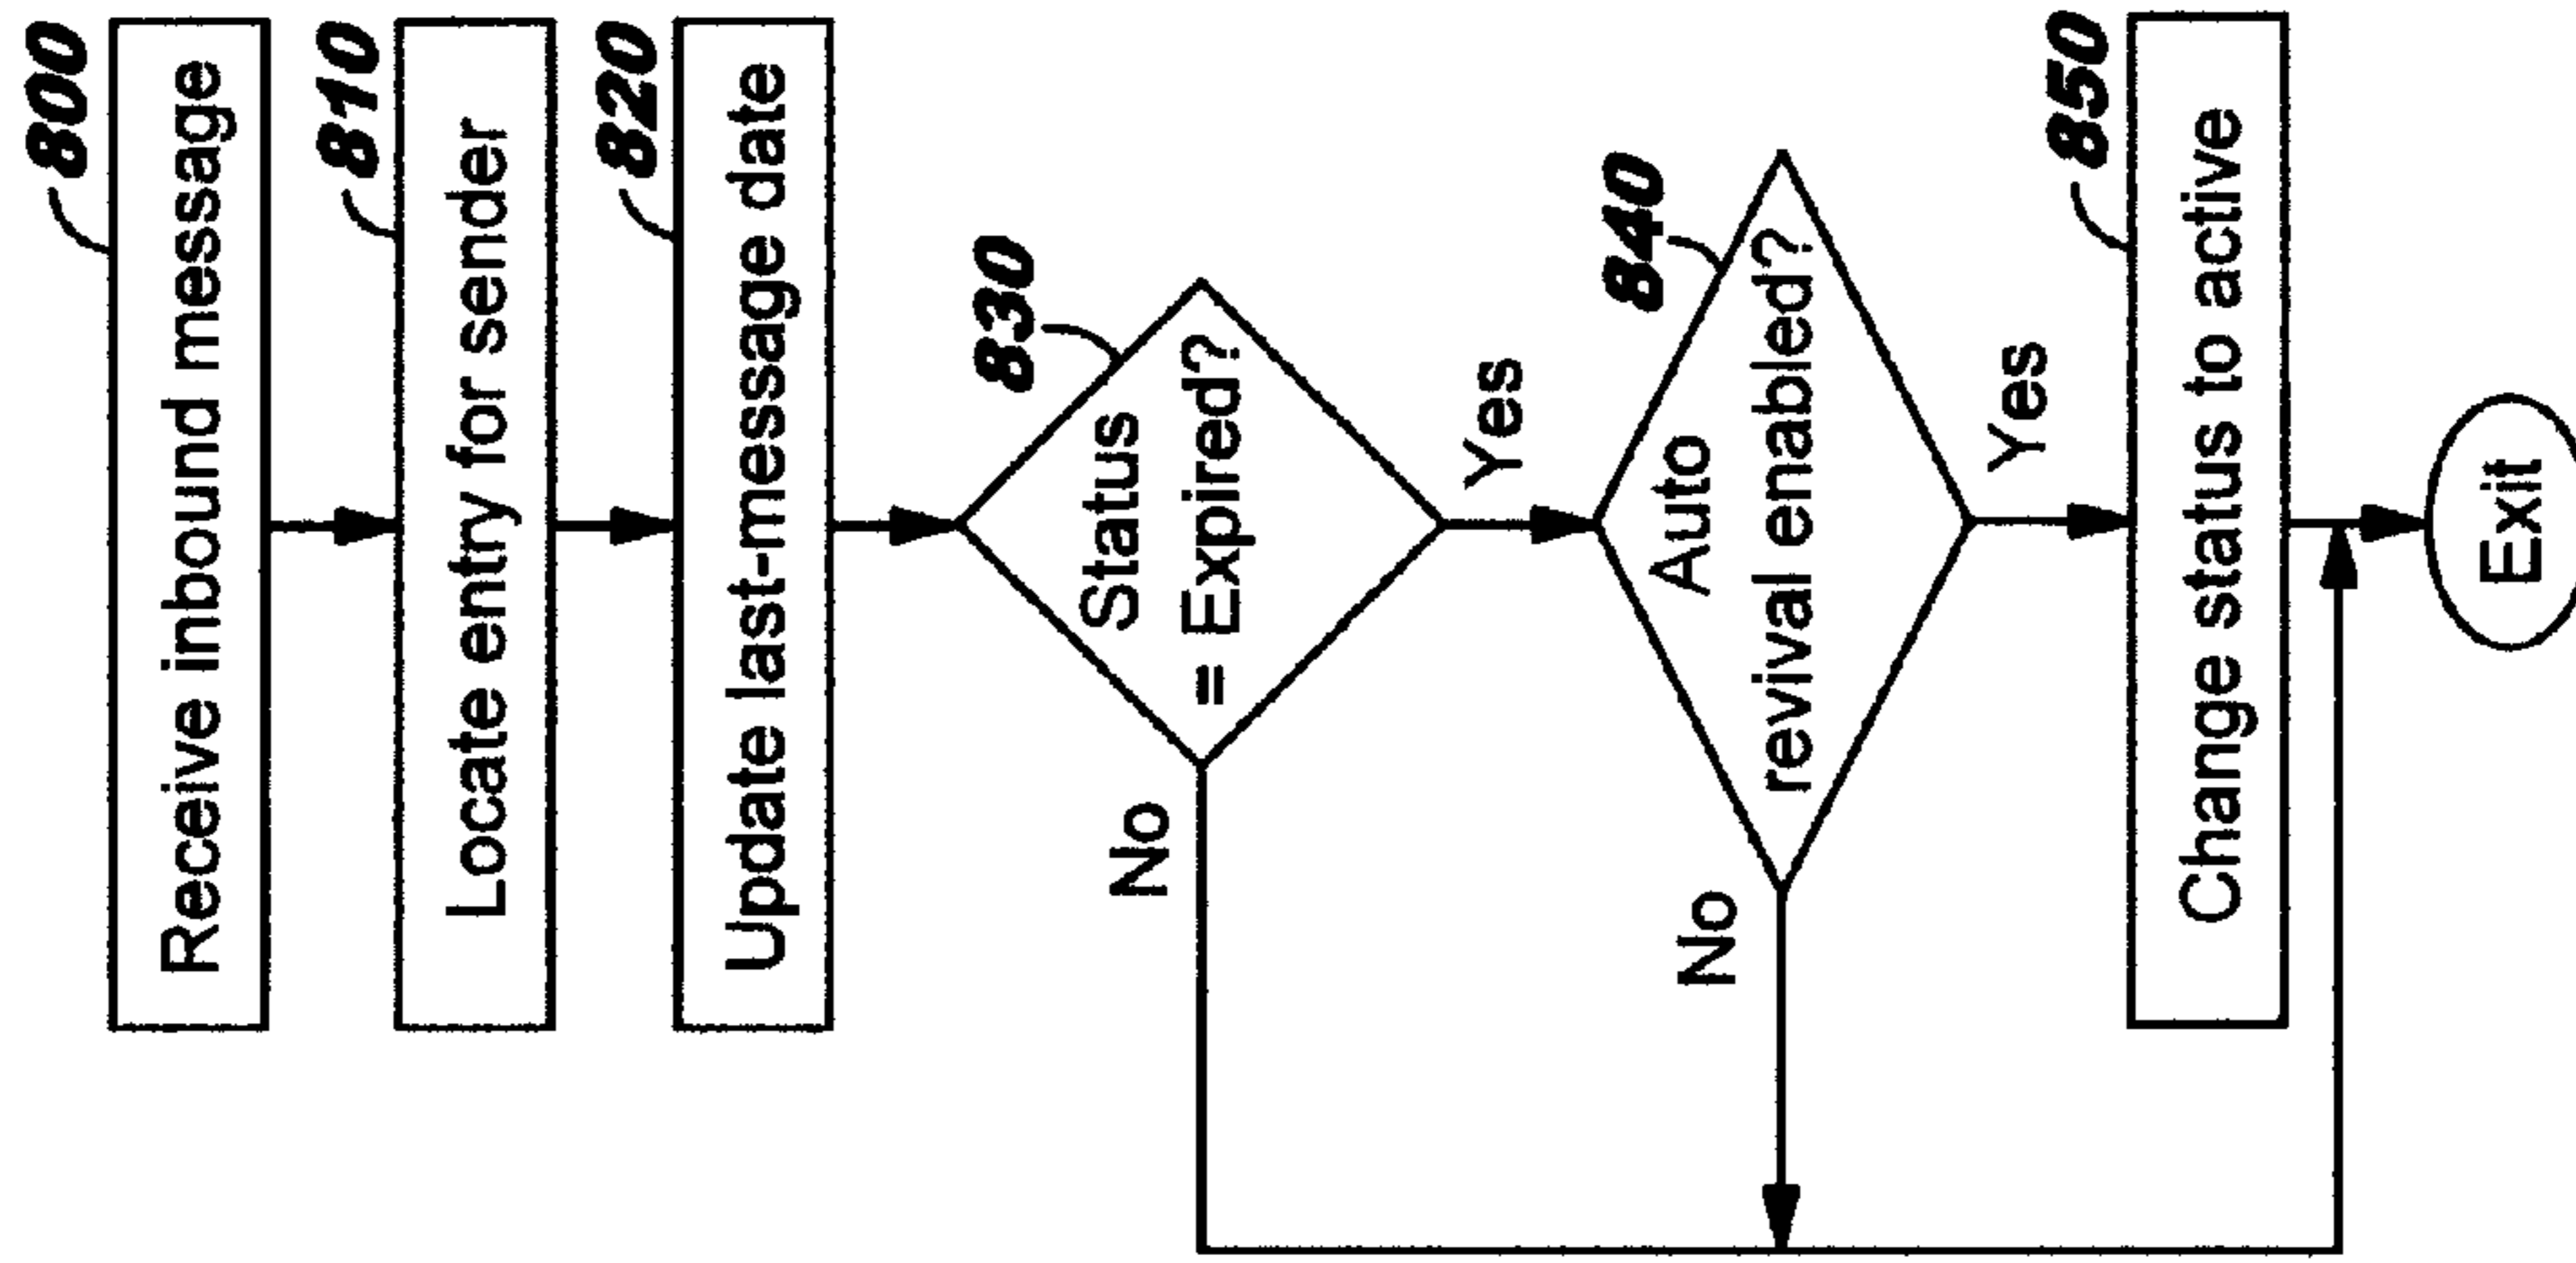 800
Receive inbound message
810
Locate entry for sender
820
Update last-message date
830
Status
= Expired?
No
Yes
840
Auto
revival enabled?
No
Yes
850
Change status to active
Exit